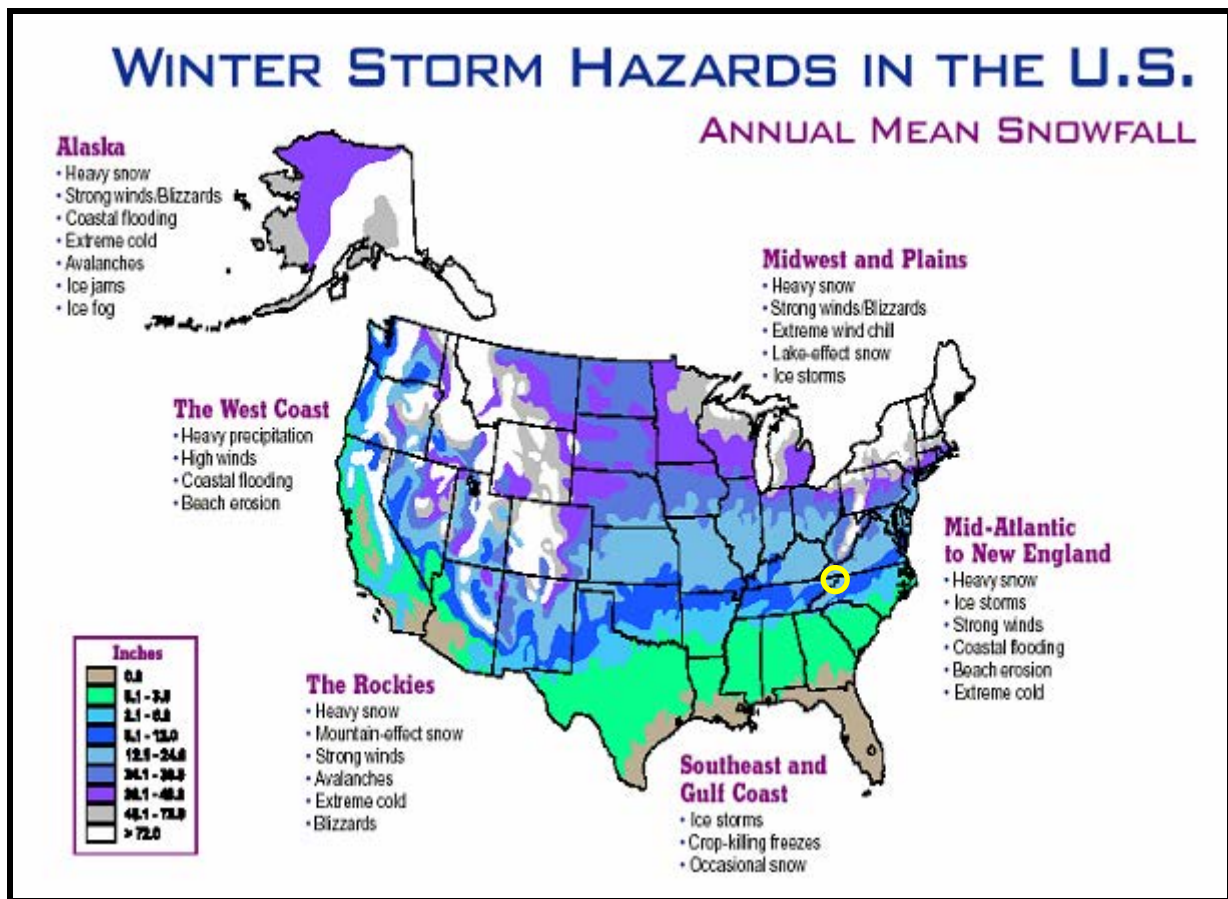 WINTER STORM HAZARDS IN THE U.S.
ANNUAL MEAN SNOWFALL
Alaska
• Heavy snow
• Strong winds/Blizzards
• Coastal flooding
• Extreme cold
• Avalanches
• Ice jams
• Ice fog
Midwest and Plains
• Heavy snow
• Strong winds/Blizzards
• Extreme wind chill
• Lake-effect snow
• Ice storms
The West Coast
• Heavy precipitation
• High winds
• Coastal flooding
• Beach erosion
Mid-Atlantic
to New England
• Heavy snow
• Ice storms
• Strong winds
• Coastal flooding
• Beach erosion
• Extreme cold
The Rockies
• Heavy snow
• Mountain-effect snow
• Strong winds
• Avalanches
• Extreme cold
• Blizzards
Southeast and
Gulf Coast
• Ice storms
• Crop-killing freezes
• Occasional snow
Inches
> 72.0